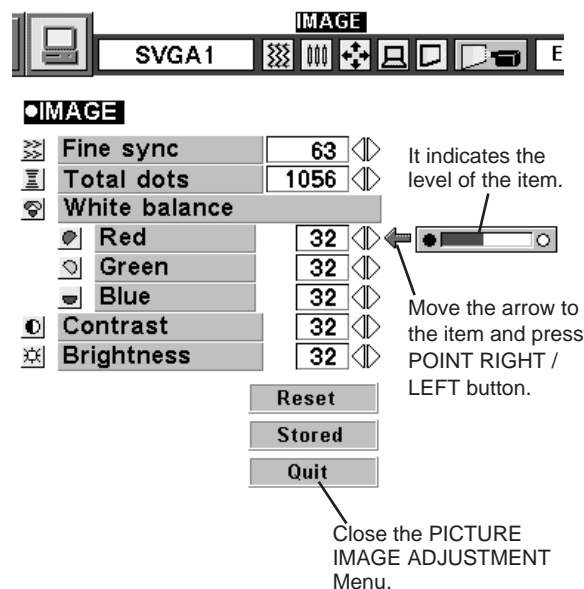 IMAGE
SVGA1
E
●IMAGE
Fine sync 63
Total dots 1056
White balance
Red 32
Green 32
Blue 32
Contrast 32
Brightness 32
Reset
Stored
Quit
It indicates the
level of the item.
Move the arrow to
the item and press
POINT RIGHT /
LEFT button.
Close the PICTURE
IMAGE ADJUSTMENT
Menu.